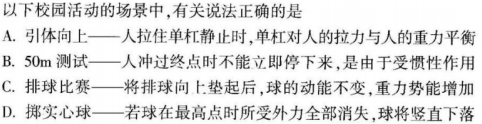 以下校园活动的场景中,有关说法正确的是
A. 引体向上——人拉住单杠静止时,单杠对人的拉力与人的重力平衡
B. 50m 测试——人冲过终点时不能立即停下来,是由于受惯性作用
C. 排球比赛——将排球向上垫起后,球的动能不变,重力势能增加
D. 掷实心球——若球在最高点时所受外力全部消失,球将竖直下落